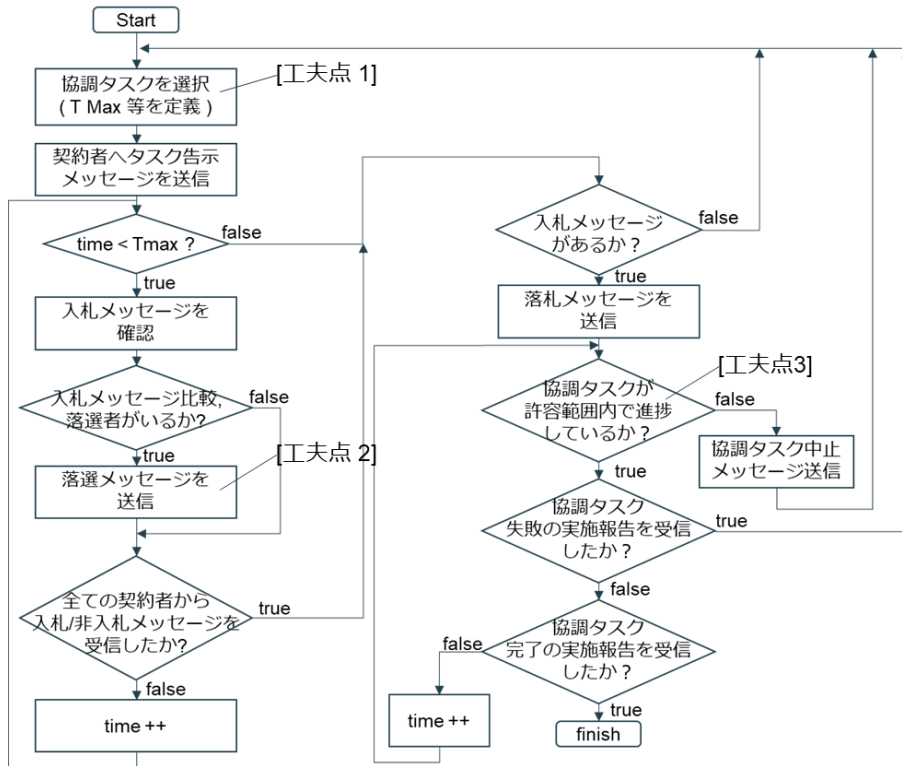 Start
協調タスクを選択
( T Max 等を定義 )
[工夫点 1]
契約者へタスク告示
メッセージを送信
time < Tmax ?
false
true
入札メッセージを
確認
入札メッセージ比較,
落選者がいるか?
false
true
[工夫点 2]
落選メッセージを
送信
全ての契約者から
入札/非入札メッセージを
受信したか?
true
false
time ++
入札メッセージ
があるか？
false
true
落札メッセージを
送信
[工夫点3]
協調タスクが
許容範囲内で進捗
しているか？
false
協調タスク中止
メッセージ送信
true
協調タスク
失敗の実施報告を受信
したか？
true
false
協調タスク
完了の実施報告を受信
したか？
false
time ++
true
finish